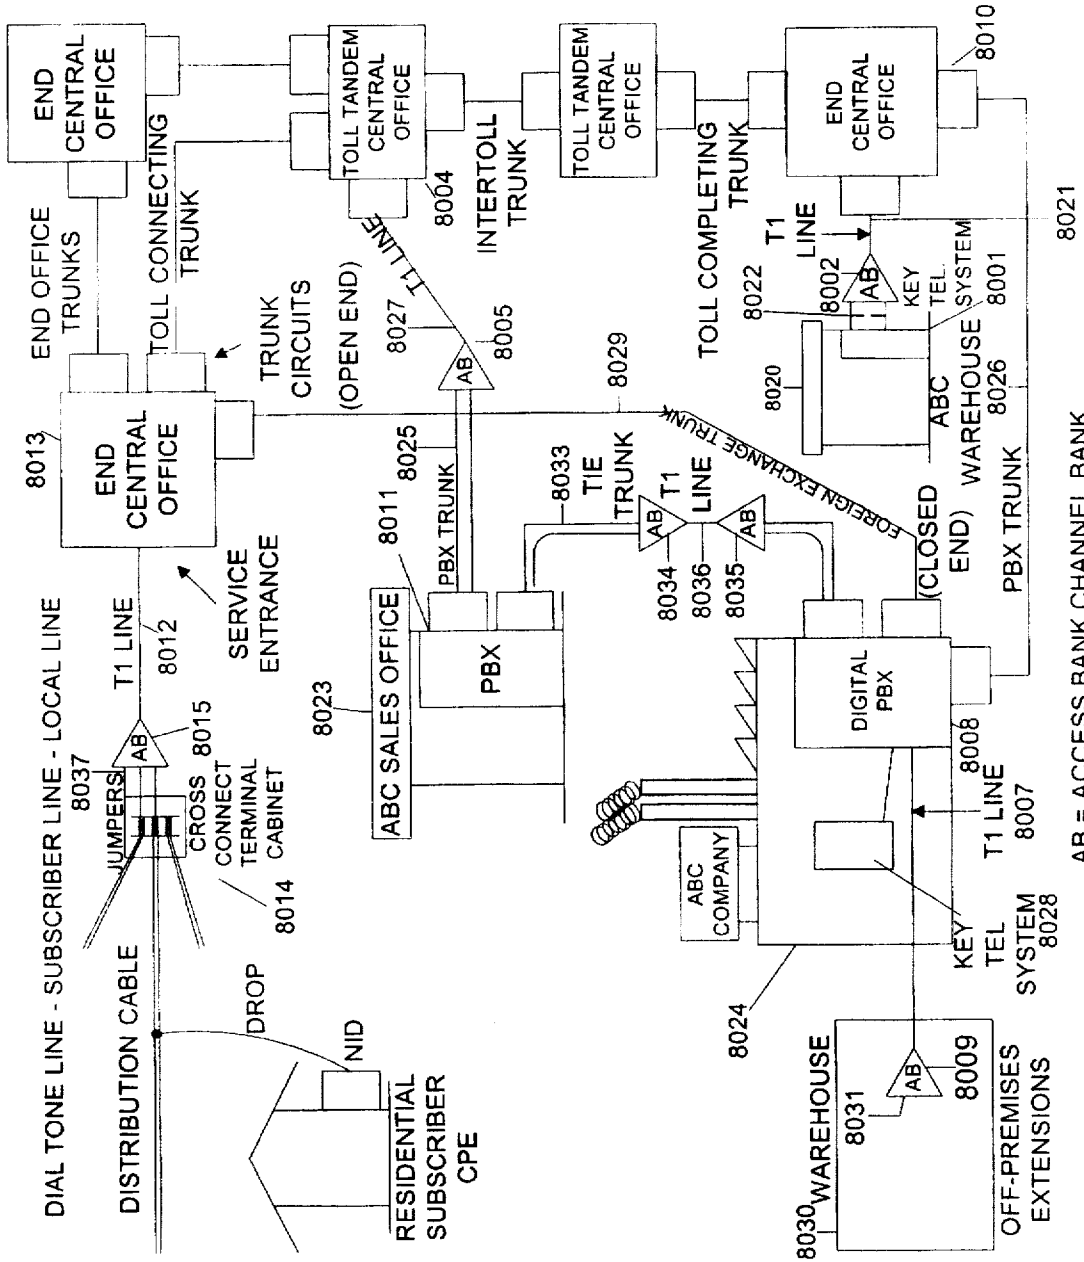 DIAL TONE LINE - SUBSCRIBER LINE - LOCAL LINE
DISTRIBUTION CABLE
DROP
NID
RESIDENTIAL
SUBSCRIBER
CPE
8014
JUMPERS
8037
CROSS
CONNECT
TERMINAL
CABINET
AB
8015
T1 LINE
8012
SERVICE
ENTRANCE
8013
END
CENTRAL
OFFICE
END OFFICE
TRUNKS
TOLL CONNECTING
TRUNK
TRUNK
CIRCUITS
(OPEN END)
END
CENTRAL
OFFICE
TOLL TANDEM
CENTRAL
OFFICE
8004
T1 LINE
8027
AB
8005
INTERTOLL
TRUNK
TOLL TANDEM
CENTRAL
OFFICE
TOLL COMPLETING
TRUNK
END
CENTRAL
OFFICE
8010
ABC SALES OFFICE
8023
PBX
8011
PBX TRUNK
8025
8033
TIE
TRUNK
AB
8034
T1
LINE
8036
AB
8035
8029
FOREIGN EXCHANGE TRUNK
(CLOSED
END)
T1
LINE
8002
AB
8022
8020
KEY
TEL.
SYSTEM
8001
ABC
WAREHOUSE
8026
PBX TRUNK
8021
ABC
COMPANY
8024
DIGITAL
PBX
8008
T1 LINE
8007
KEY
TEL
SYSTEM
8028
8030
WAREHOUSE
8031
AB
8009
OFF-PREMISES
EXTENSIONS
AB = ACCESS BANK CHANNEL BANK